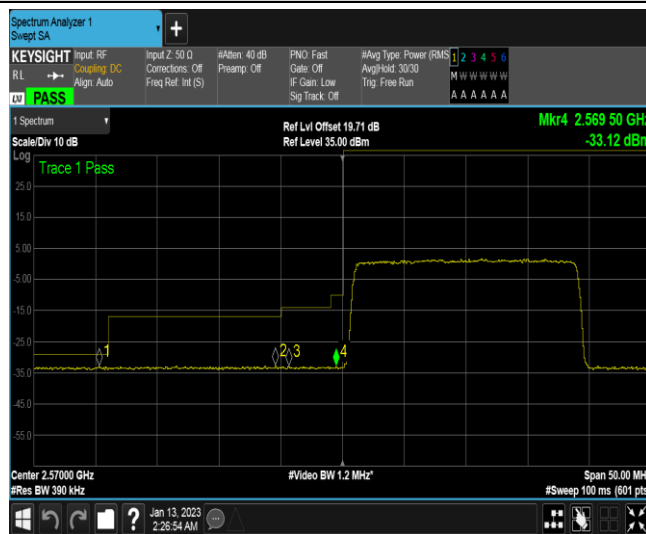 Spectrum Analyzer 1
Swept SA
+
KEYSIGHT Input: RF Input Z: 50 Ω #Atten: 40 dB PNO: Fast #Avg Type: Power (RMS 1 2 3 4 5 6
RL Coupling: DC Corrections: Off Preamp: Off Gate: Off Avg|Hold: 30/30 M W W W W W
Align: Auto Freq Ref: Int (S) IF Gain: Low Trig: Free Run
Sig Track: Off A A A A A A
LXI PASS
1 Spectrum Ref Lvl Offset 19.71 dB Mkr4 2.569 50 GHz
Scale/Div 10 dB Ref Level 35.00 dBm -33.12 dBm
Log
Trace 1 Pass
25.0
15.0
5.00
-5.00
-15.0
-25.0
1 2 3 4
-35.0
-45.0
-55.0
Center 2.57000 GHz #Video BW 1.2 MHz* Span 50.00 MH
#Res BW 390 kHz #Sweep 100 ms (601 pts
? Jan 13, 2023
2:26:54 AM